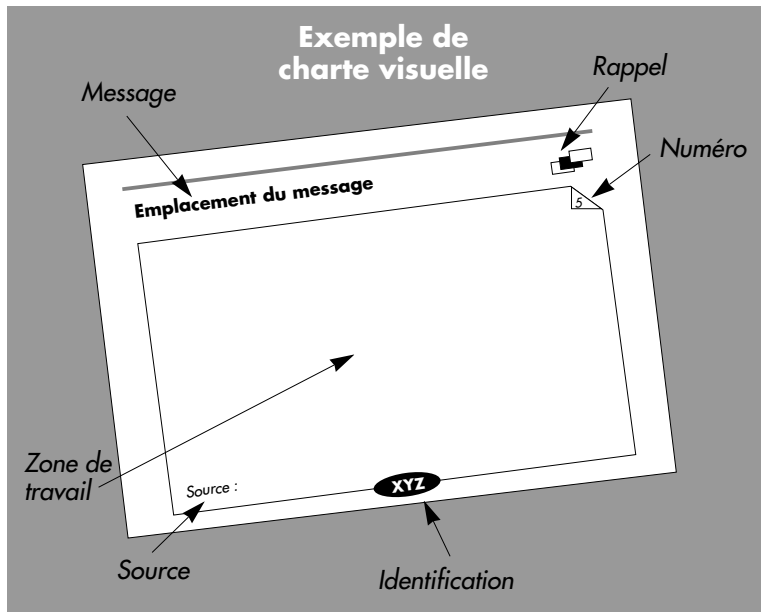 Exemple de
charte visuelle
Rappel
Message
Numéro
Emplacement du message
5
Zone de
travail
Source :
XYZ
Source
Identification